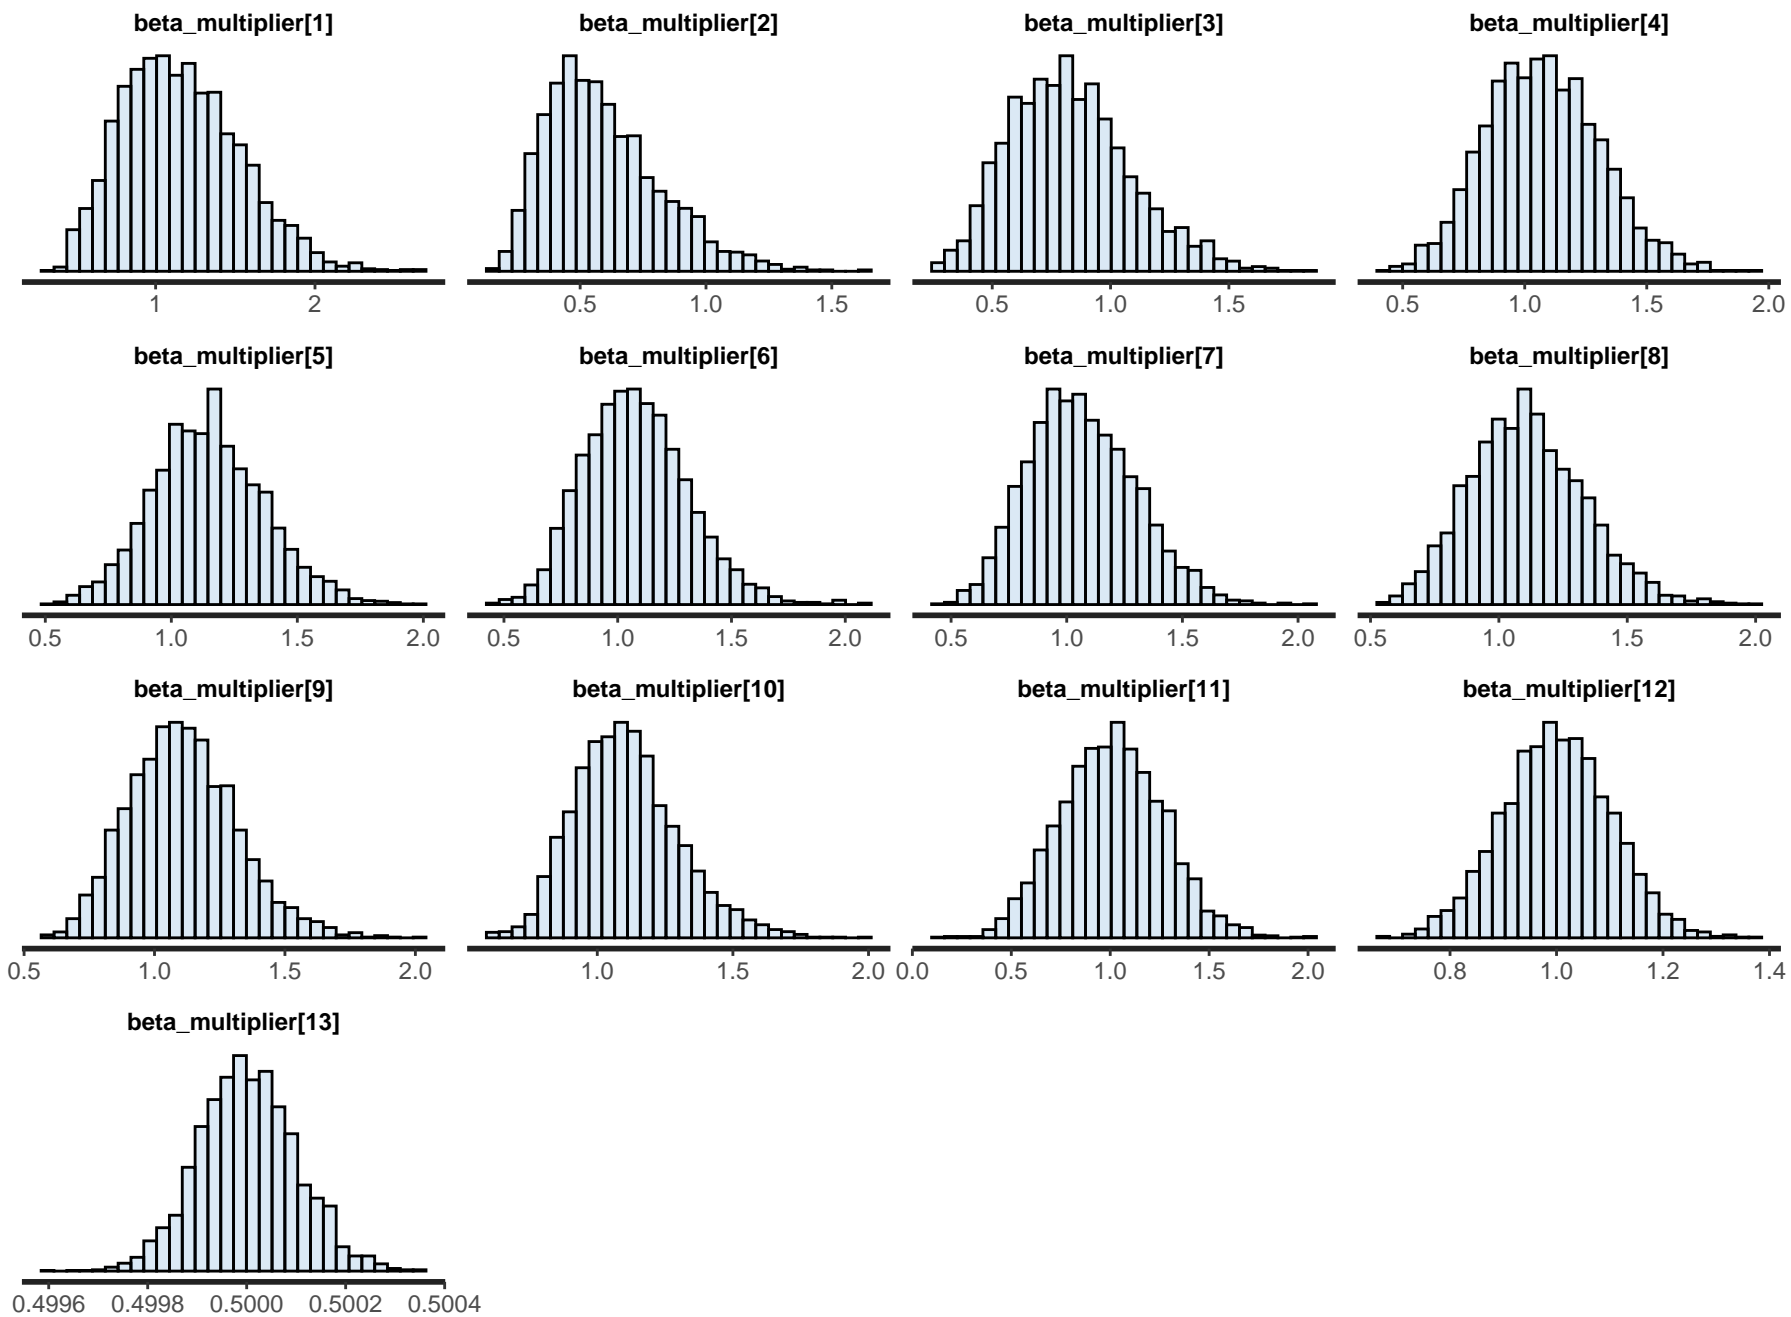 beta_multiplier[1] beta_multiplier[2] beta_multiplier[3] beta_multiplier[4]
1 2 0.5 1.0 1.5 0.5 1.0 1.5 0.5 1.0 1.5 2.0
beta_multiplier[5] beta_multiplier[6] beta_multiplier[7] beta_multiplier[8]
0.5 1.0 1.5 2.0 0.5 1.0 1.5 2.0 0.5 1.0 1.5 2.0 0.5 1.0 1.5 2.0
beta_multiplier[9] beta_multiplier[10] beta_multiplier[11] beta_multiplier[12]
0.5 1.0 1.5 2.0 1.0 1.5 2.0 0.0 0.5 1.0 1.5 2.0 0.8 1.0 1.2 1.4
beta_multiplier[13]
0.4996 0.4998 0.5000 0.5002 0.5004